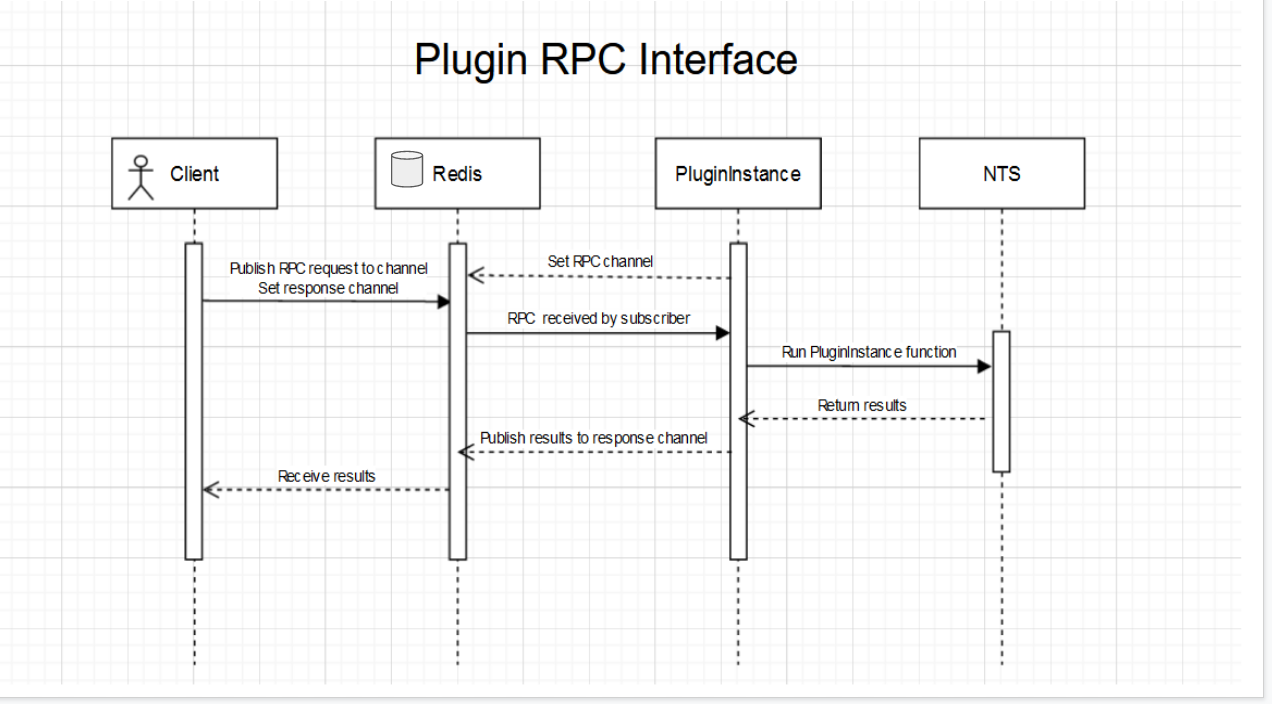 Plugin RPC Interface
Client
Redis
PluginInstance
NTS
Set RPC channel
Publish RPC request to channel
Set response channel
RPC received by subscriber
Run PluginInstance function
Return results
Publish results to response channel
Receive results